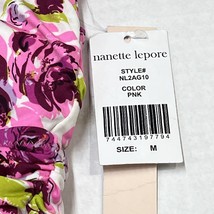 nanette lepore
STYLE#
NL2AG10
COLOR
PNK
744743197794
SIZE: M